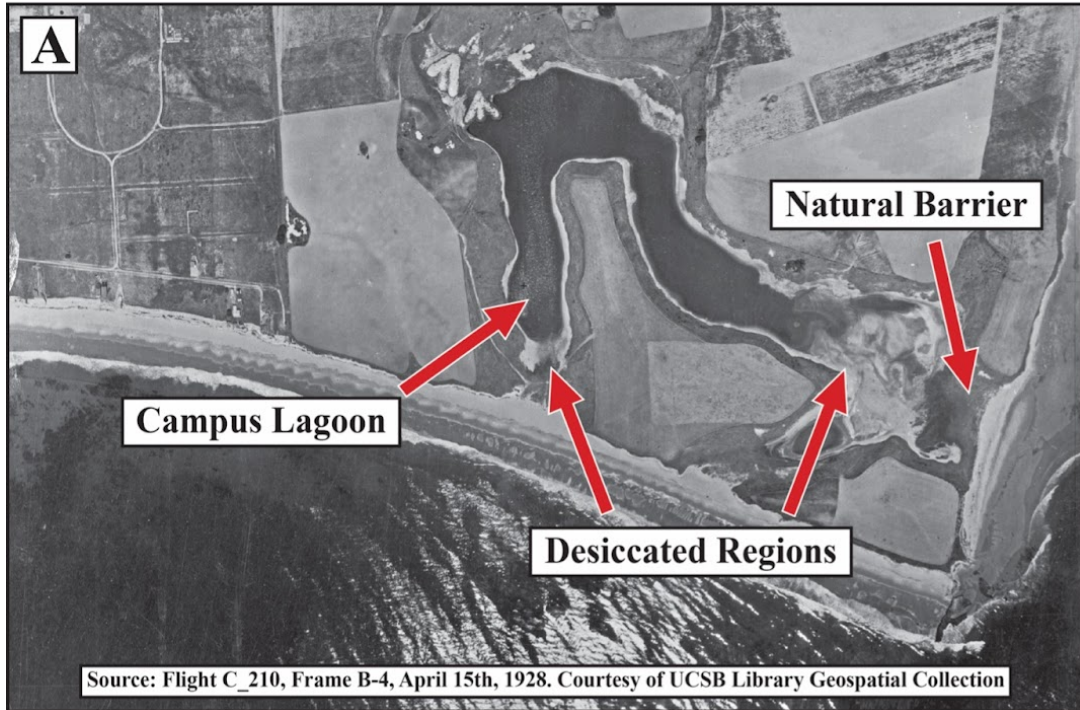 A
Natural Barrier
Campus Lagoon
Desiccated Regions
Source: Flight C_210, Frame B-4, April 15th, 1928. Courtesy of UCSB Library Geospatial Collection